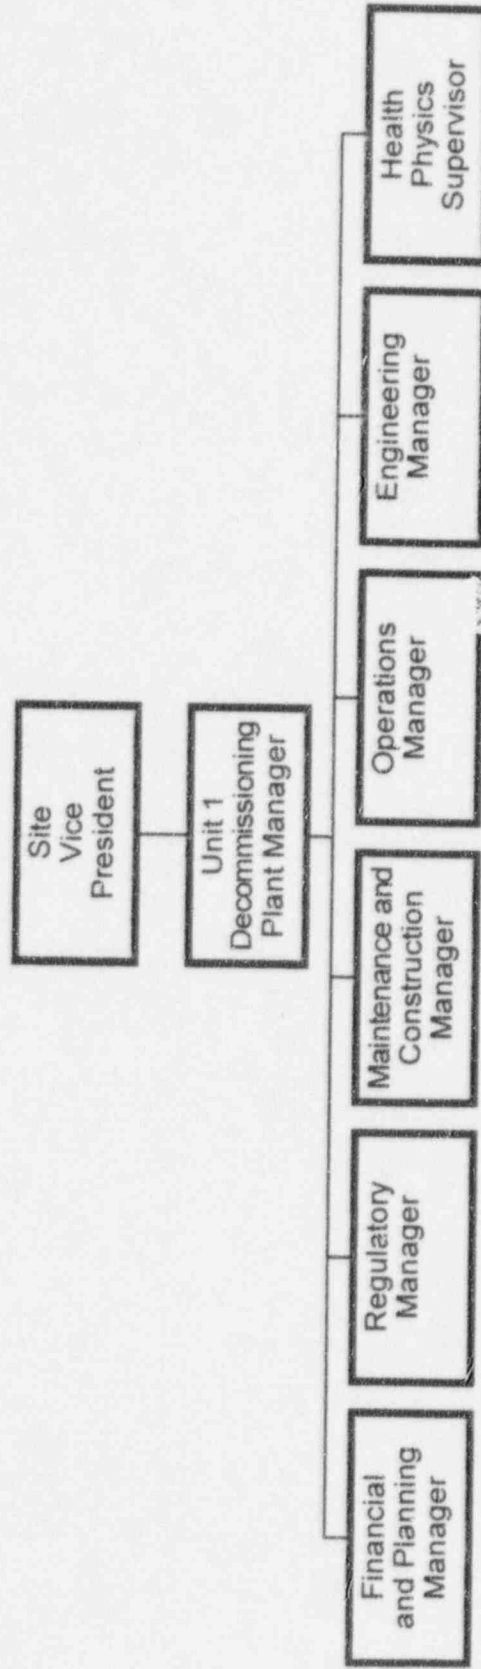 Site
Vice
President
Unit 1
Decommissioning
Plant Manager
Financial
and Planning
Manager
Regulatory
Manager
Maintenance and
Construction
Manager
Operations
Manager
Engineering
Manager
Health
Physics
Supervisor